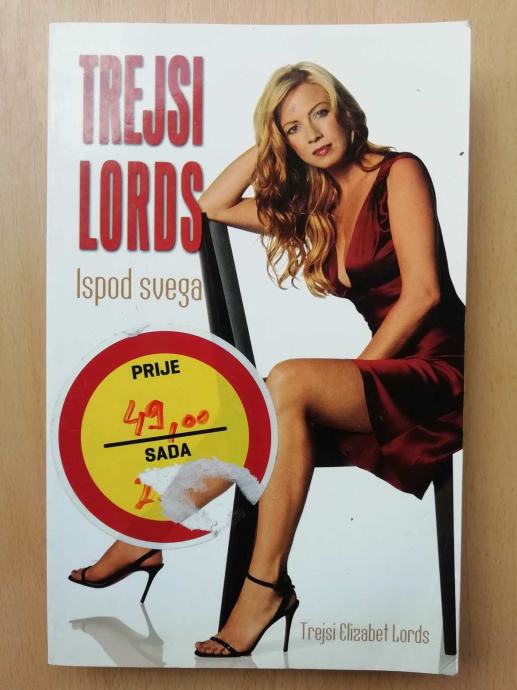 TREJSI
LORDS
Ispod svega
PRIJE
49,00
SADA
Trejsi Elizabet Lords